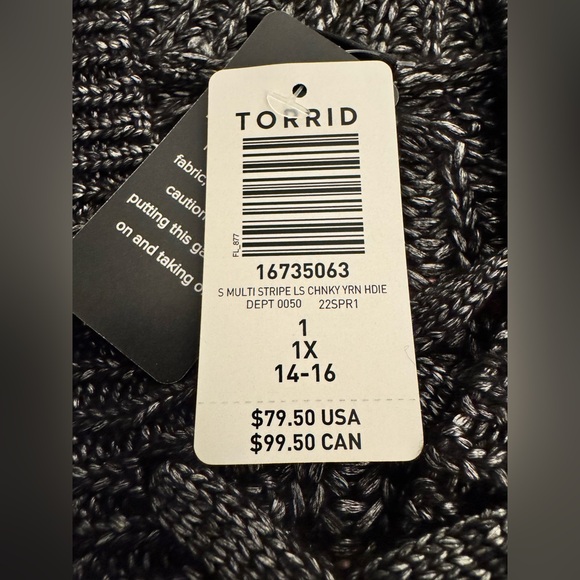 TORRID
FL_877
16735063
S MULTI STRIPE LS CHNKY YRN HDIE
DEPT 0050 22SPR1
1
1X
14-16
$79.50 USA
$99.50 CAN
fabric,
caution
putting this
on and taking